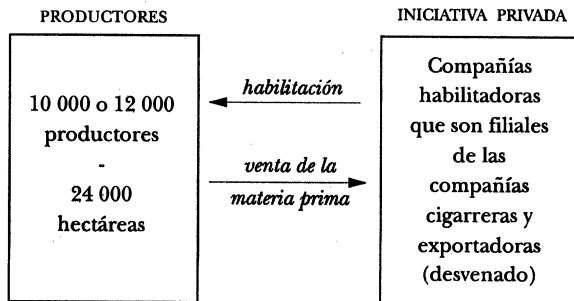 PRODUCTORES
10 000 o 12 000
productores
-
24 000
hectáreas
habilitación
venta de la
materia prima
INICIATIVA PRIVADA
Compañías
habilitadoras
que son filiales
de las
compañías
cigarreras y
exportadoras
(desvenado)